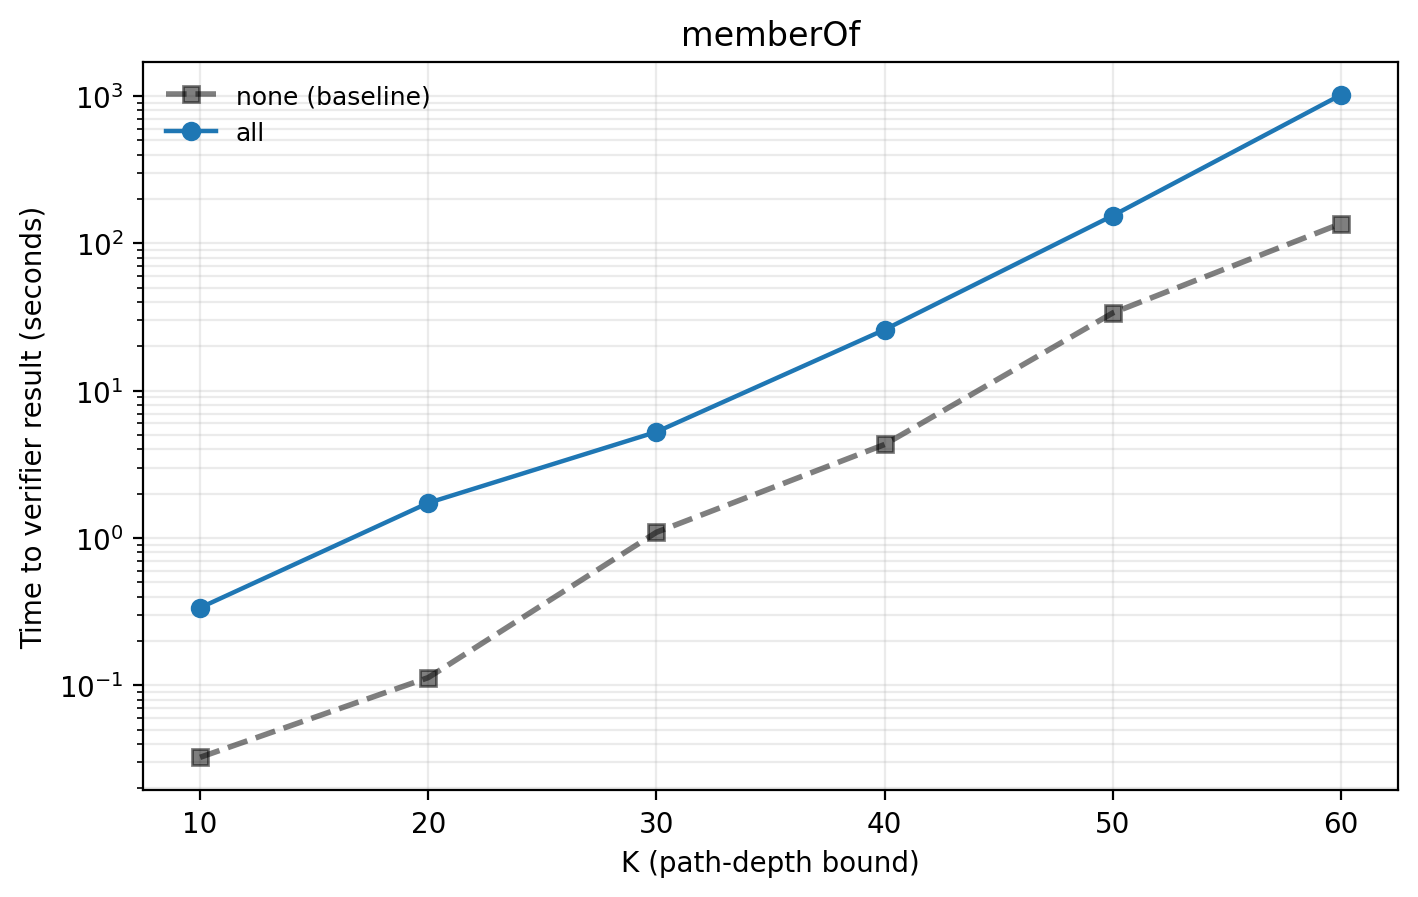 memberOf
none (baseline)
all
Time to verifier result (seconds)
10³
10²
10¹
10⁰
10⁻¹
10 20 30 40 50 60
K (path-depth bound)